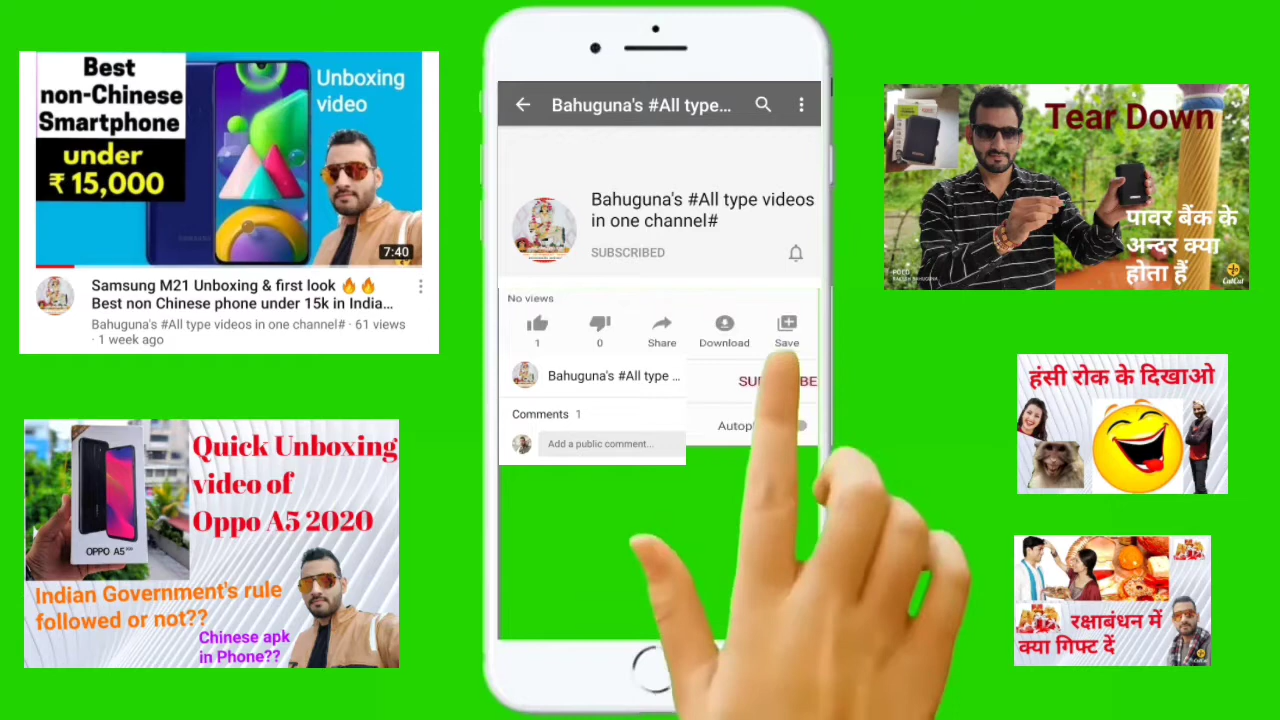 Best
non-Chinese
Smartphone
under
₹ 15,000
Unboxing
video
SAMSUNG
7:40
Samsung M21 Unboxing & first look 🔥🔥
Best non Chinese phone under 15k in India...
Bahuguna's #All type videos in one channel# · 61 views
· 1 week ago
OPPO A5
Quick Unboxing
video of
Oppo A5 2020
Indian Government's rule
followed or not??
Chinese apk
in Phone??
Bahuguna's #All type...
Bahuguna's #All type videos
in one channel#
SUBSCRIBED
No views
1
0
Share
Download
Save
Bahuguna's #All type ...
Comments 1
Add a public comment...
Tear Down
पावर बैंक के
अन्दर क्या
होता हैं
POCO
CutCut
हंसी रोक के दिखाओ
रक्षाबंधन में
क्या गिफ्ट दें
CutCut